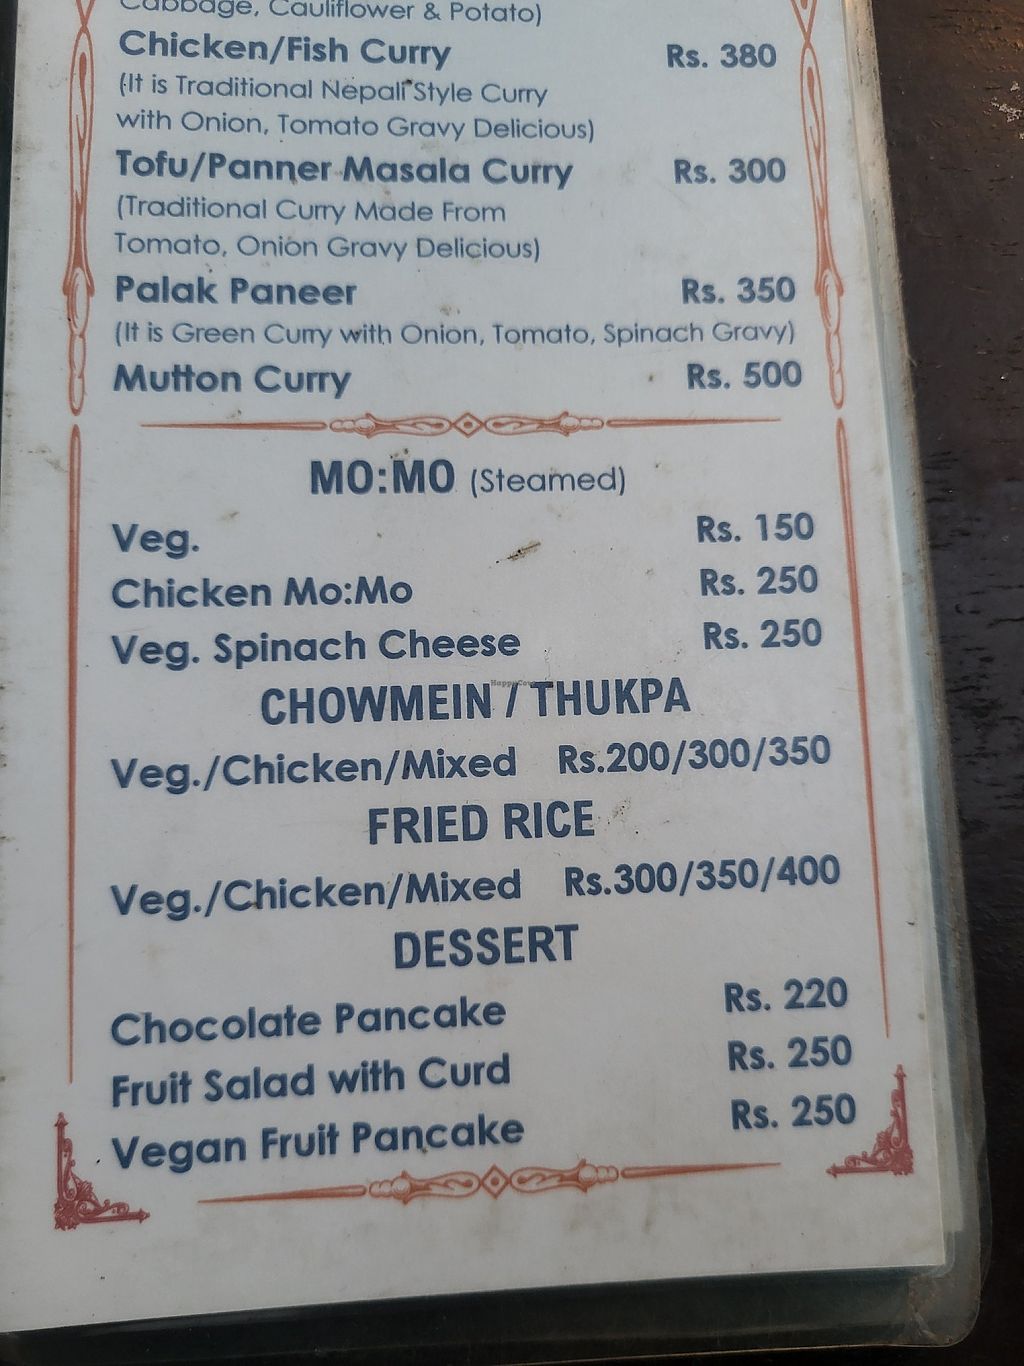 Cabbage, Cauliflower & Potato)
Chicken/Fish Curry Rs. 380
(It is Traditional Nepali Style Curry
with Onion, Tomato Gravy Delicious)
Tofu/Panner Masala Curry Rs. 300
(Traditional Curry Made From
Tomato, Onion Gravy Delicious)
Palak Paneer Rs. 350
(It is Green Curry with Onion, Tomato, Spinach Gravy)
Mutton Curry Rs. 500
MO:MO (Steamed)
Veg. Rs. 150
Chicken Mo:Mo Rs. 250
Veg. Spinach Cheese Rs. 250
CHOWMEIN / THUKPA
Veg./Chicken/Mixed Rs.200/300/350
FRIED RICE
Veg./Chicken/Mixed Rs.300/350/400
DESSERT
Chocolate Pancake Rs. 220
Fruit Salad with Curd Rs. 250
Vegan Fruit Pancake Rs. 250